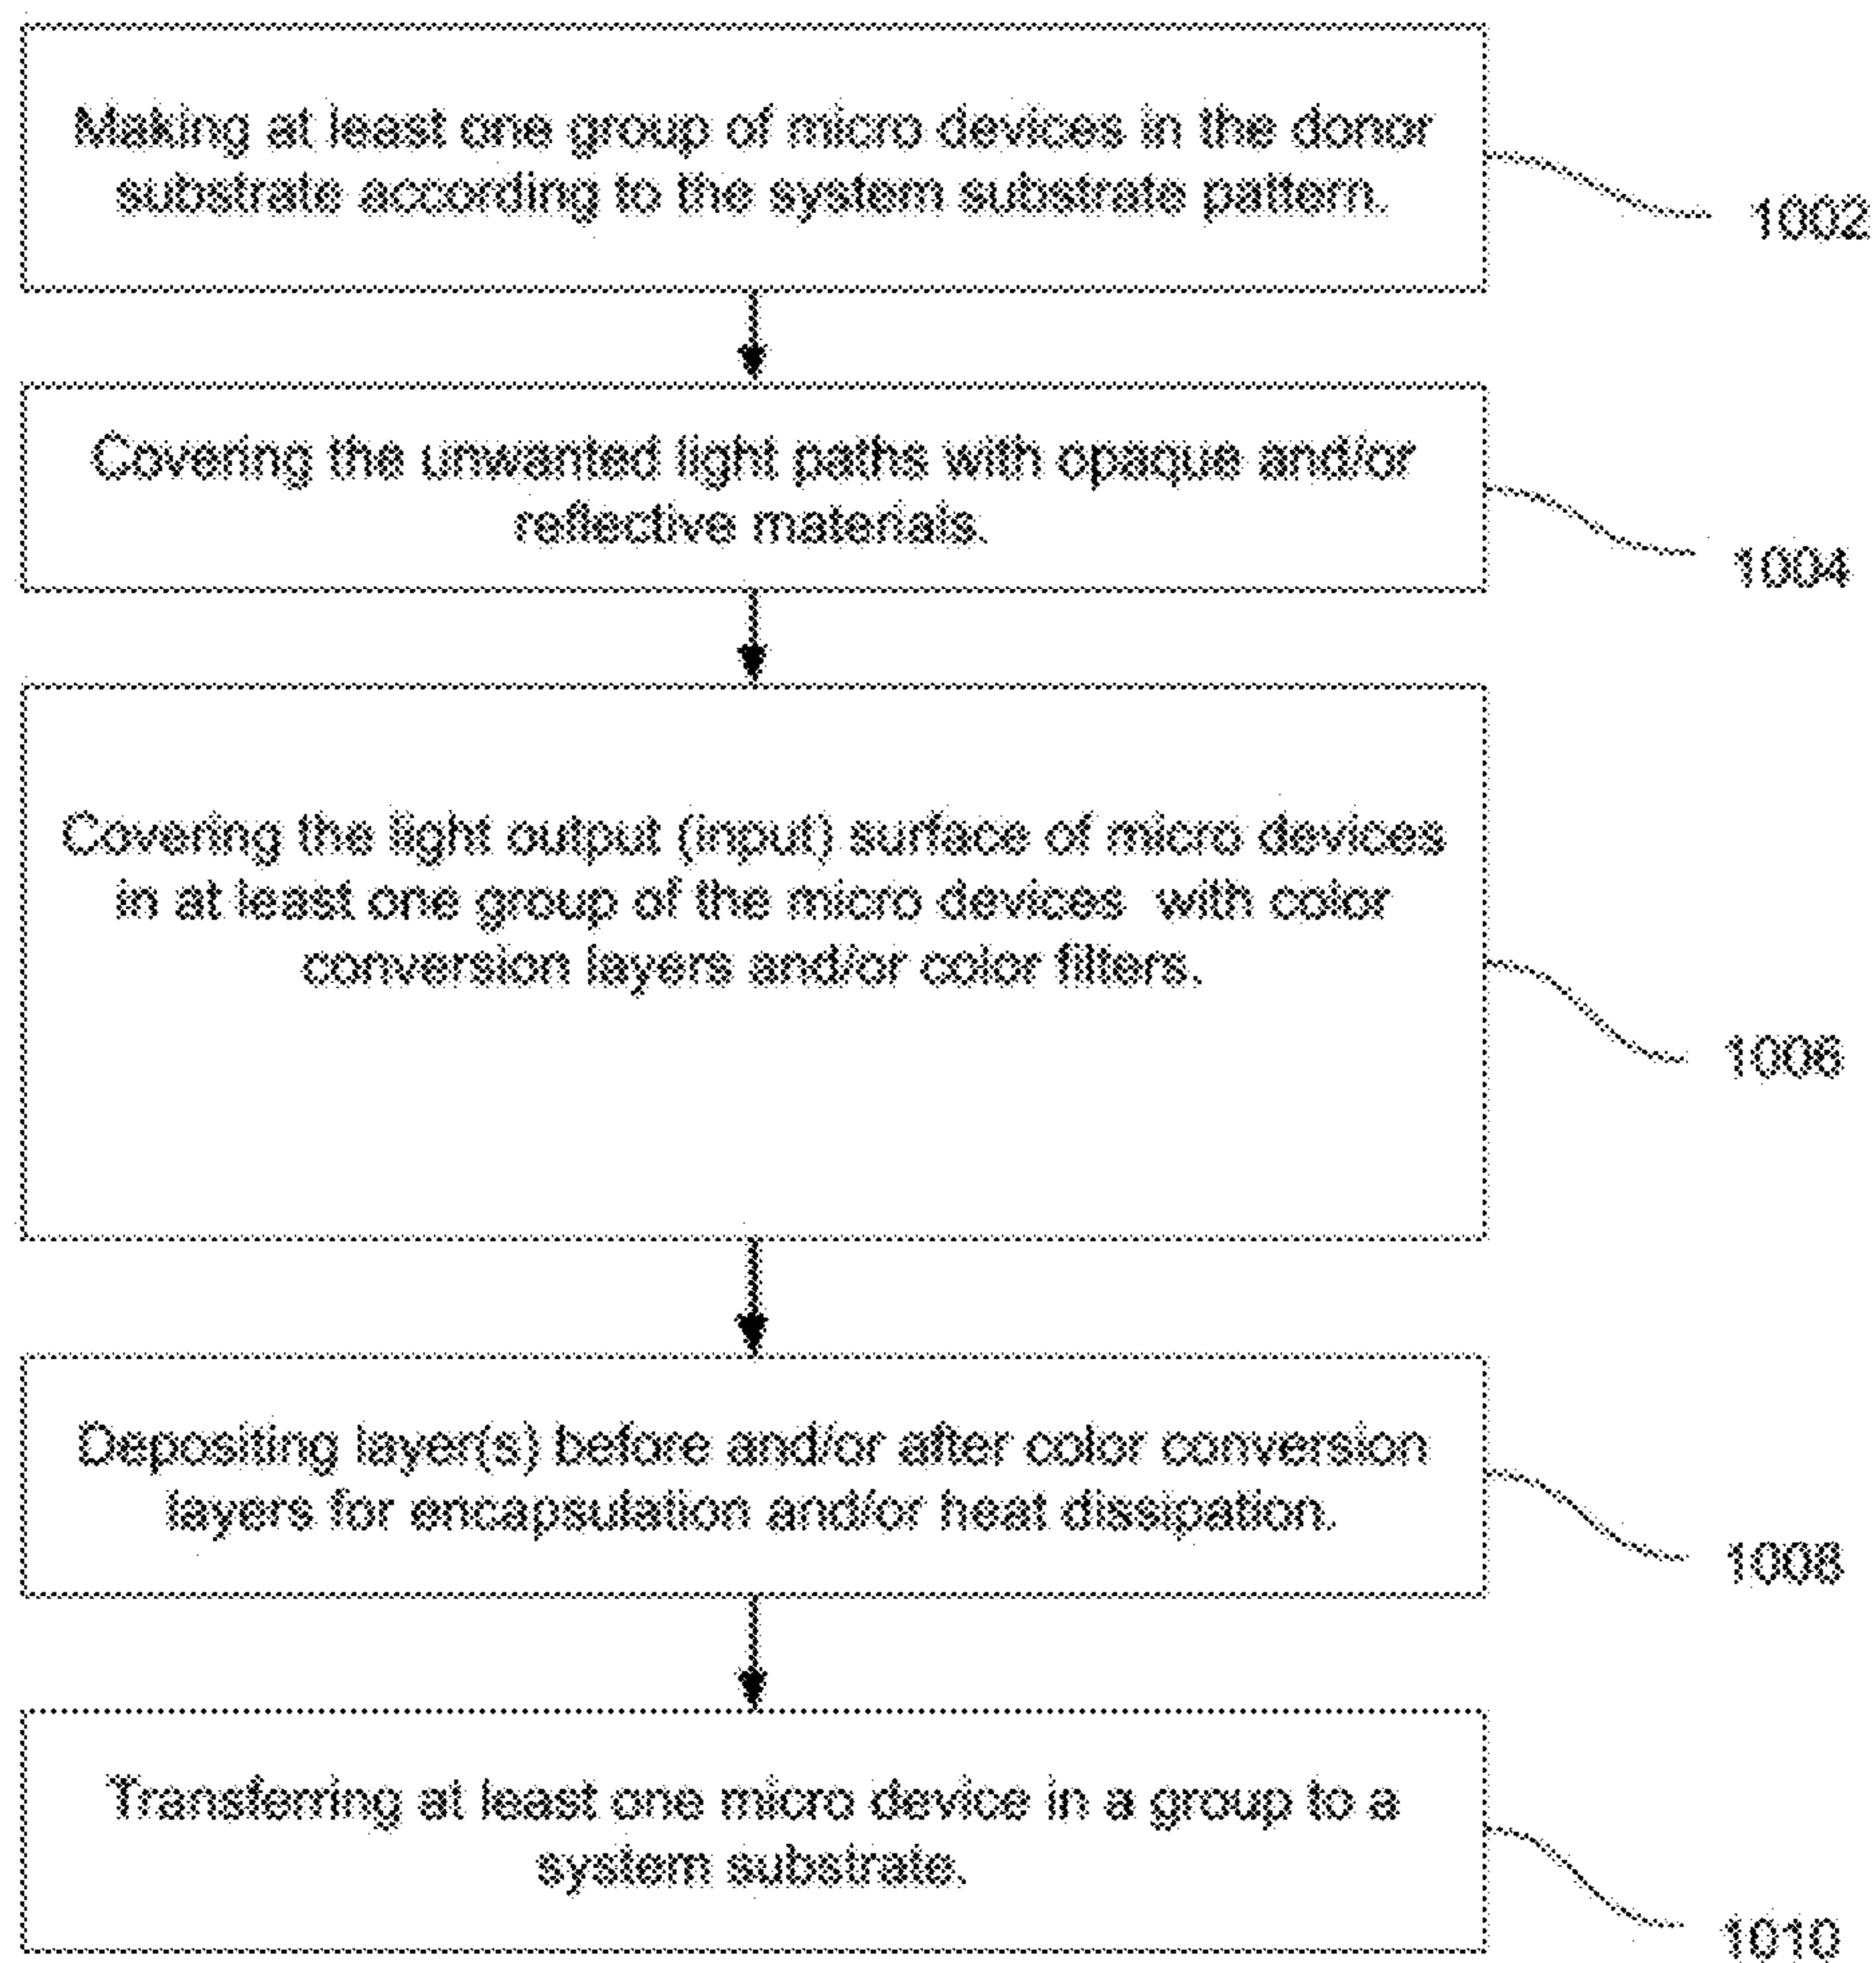 Making at least one group of micro devices in the donor
substrate according to the system substrate pattern.
1002
Covering the unwanted light paths with opaque and/or
reflective materials.
1004
Covering the light output (input) surface of micro devices
in at least one group of the micro devices with color
conversion layers and/or color filters.
1006
Depositing layer(s) before and/or after color conversion
layers for encapsulation and/or heat dissipation.
1008
Transferring at least one micro device in a group to a
system substrate.
1010